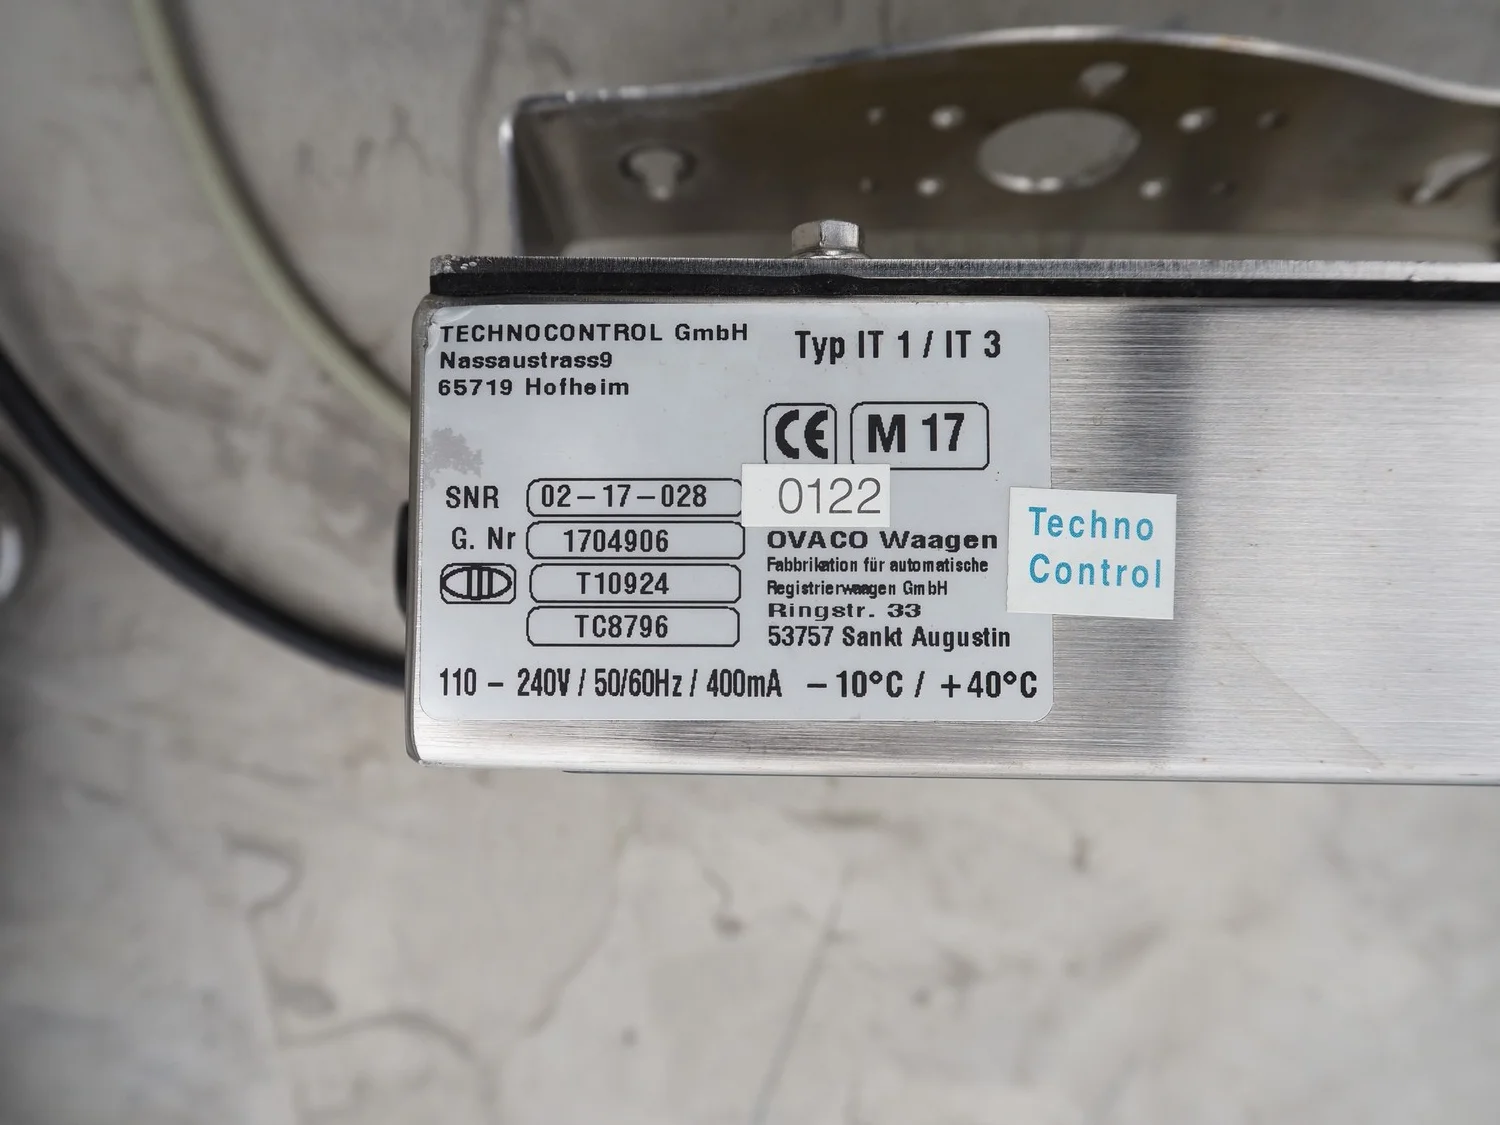 TECHNOCONTROL GmbH
Nassaustrass9
65719 Hofheim
Typ IT 1 / IT 3
CE M 17
0122
SNR 02-17-028
G. Nr 1704906
T10924
TC8796
OVACO Waagen
Fabbrikation für automatische
Registrierwaagen GmbH
Ringstr. 33
53757 Sankt Augustin
110 - 240V / 50/60Hz / 400mA -10°C / +40°C
Techno
Control